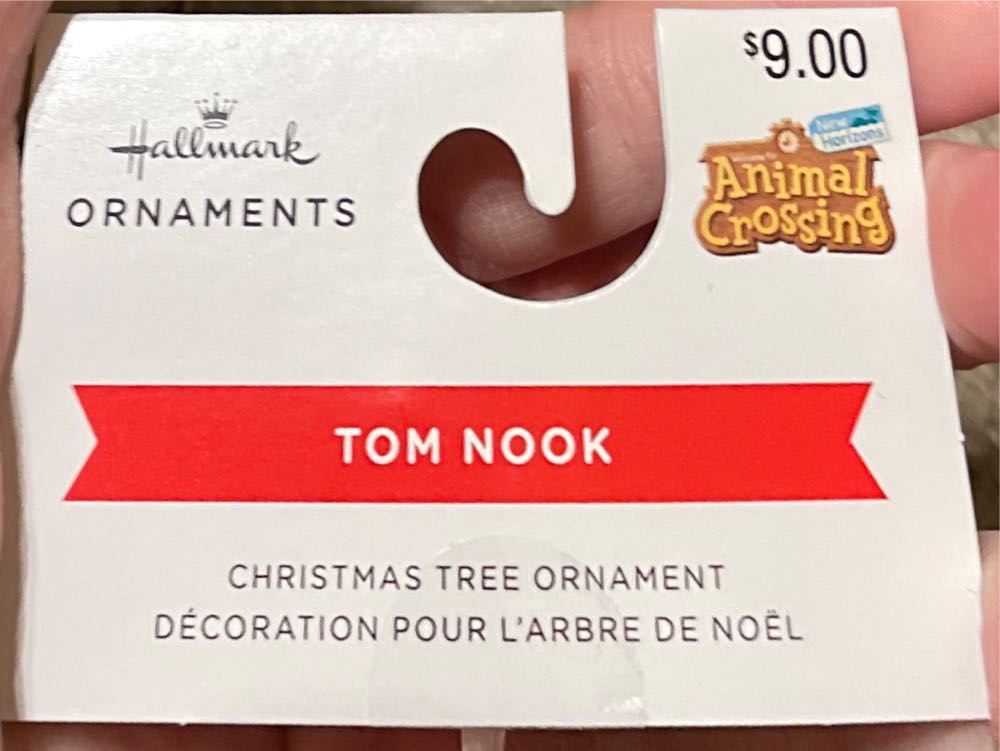 $9.00
Hallmark
ORNAMENTS
New
Horizons
Animal
Crossing
TOM NOOK
CHRISTMAS TREE ORNAMENT
DÉCORATION POUR L'ARBRE DE NOËL